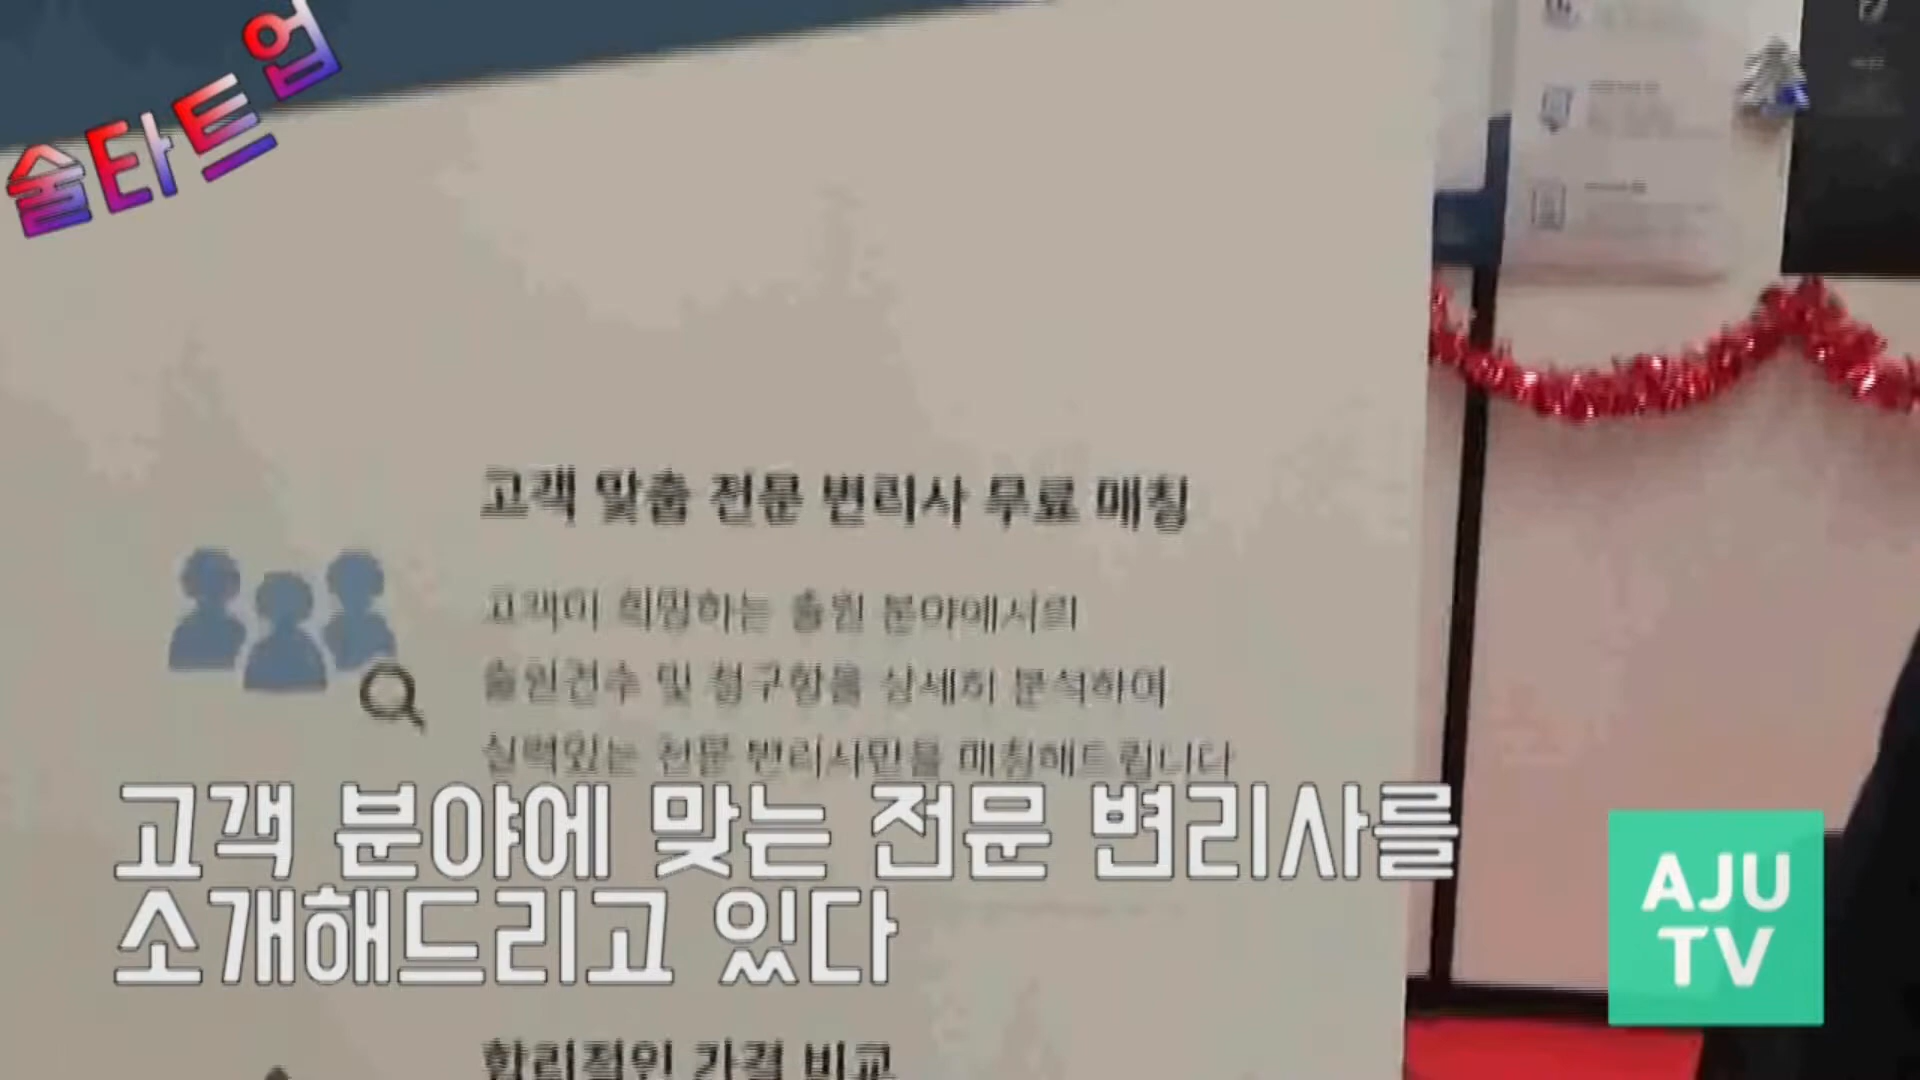 술타트업
고객 맞춤 전문 변리사 무료 매칭
고객이 희망하는 출원 분야에서의
출원건수 및 청구항을 상세히 분석하여
실력있는 전문 변리사만을 매칭해드립니다
고객 분야에 맞는 전문 변리사를
소개해드리고 있다
합리적인 가격 비교
AJU
TV